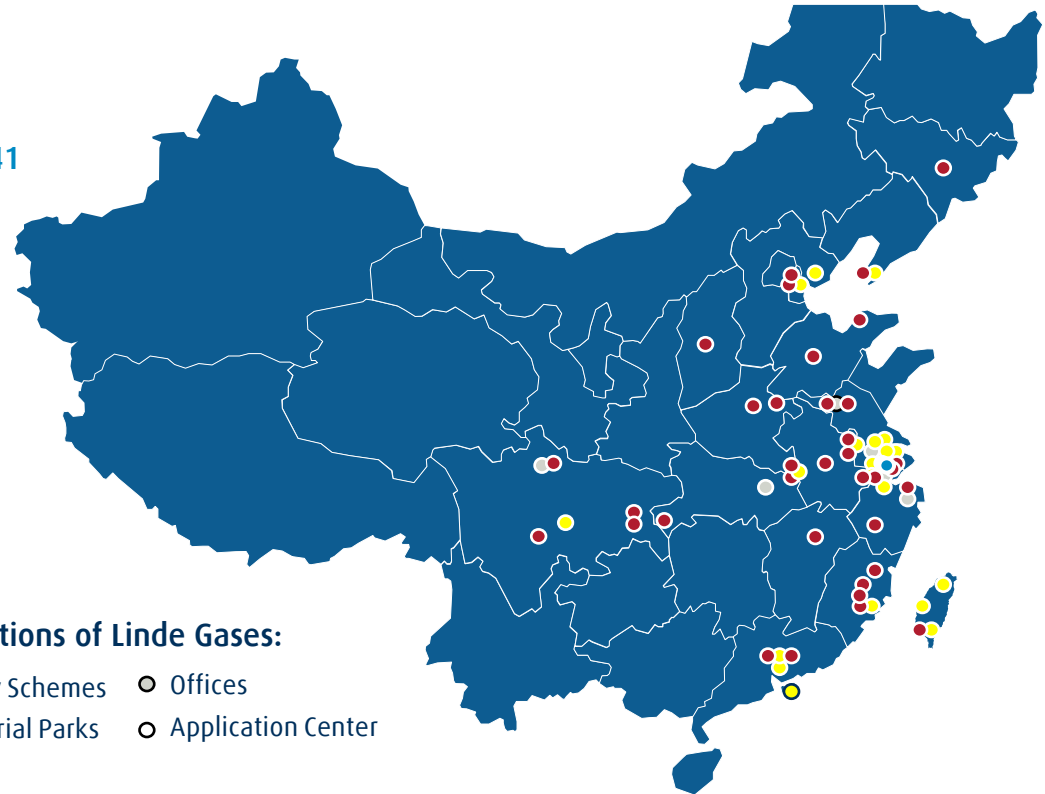 41
tions of Linde Gases:
Schemes Offices
rial Parks Application Center